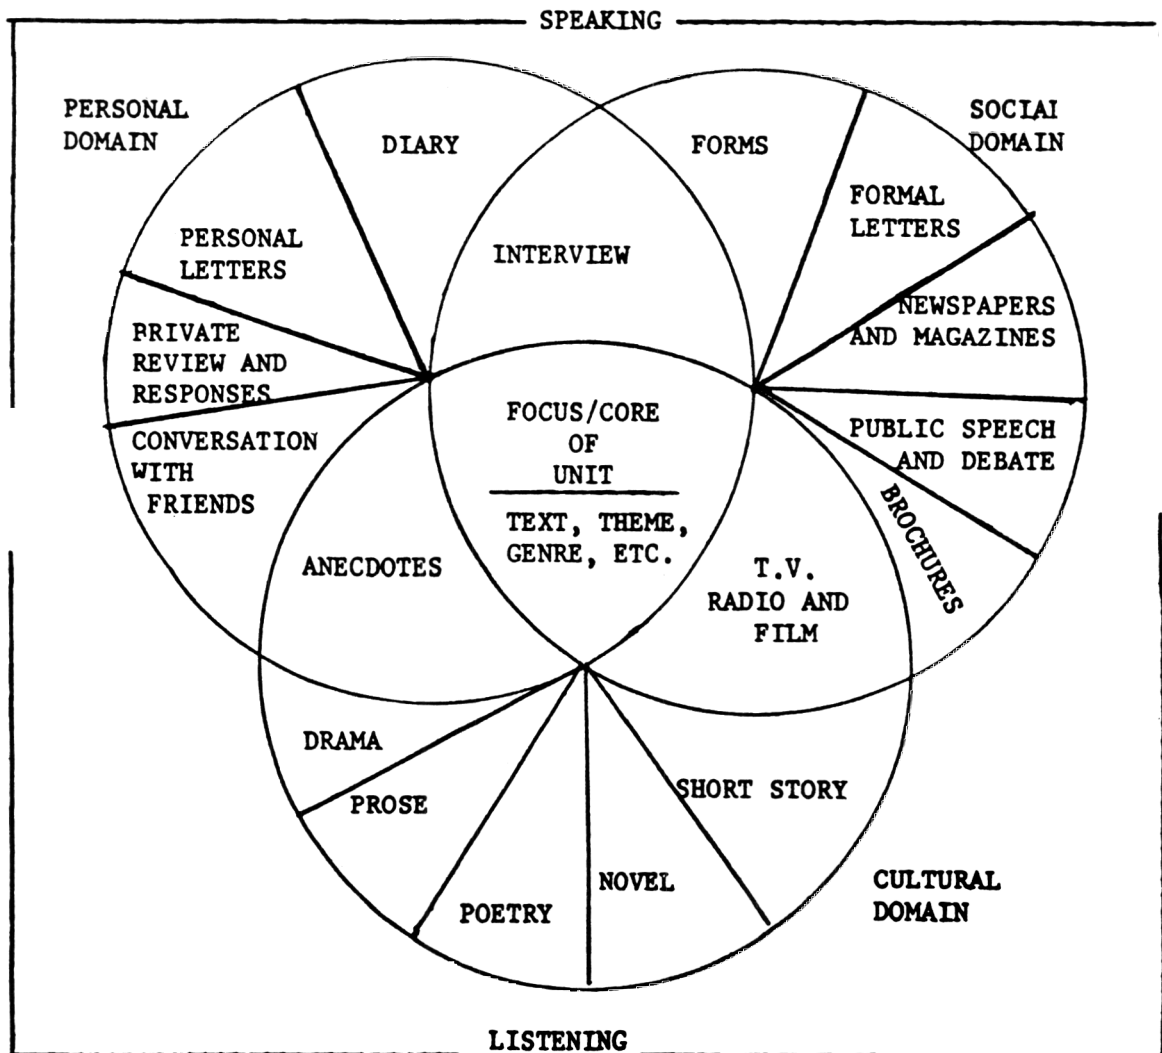 SPEAKING
PERSONAL
DOMAIN
SOCIAI
DOMAIN
DIARY
FORMS
FORMAL
LETTERS
PERSONAL
LETTERS
INTERVIEW
NEWSPAPERS
AND MAGAZINES
PRIVATE
REVIEW AND
RESPONSES
FOCUS/CORE
OF
UNIT
TEXT, THEME,
GENRE, ETC.
PUBLIC SPEECH
AND DEBATE
CONVERSATION
WITH
FRIENDS
BROCHURES
ANECDOTES
T.V.
RADIO AND
FILM
DRAMA
PROSE
SHORT STORY
NOVEL
POETRY
CULTURAL
DOMAIN
LISTENING